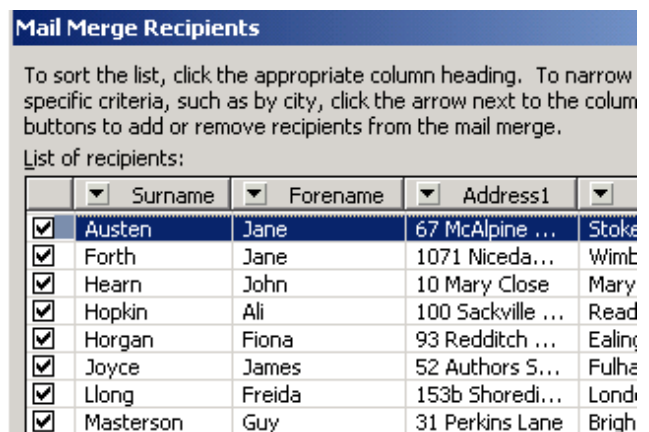 Mail Merge Recipients
To sort the list, click the appropriate column heading. To narrow
specific criteria, such as by city, click the arrow next to the colum
buttons to add or remove recipients from the mail merge.
List of recipients:
Surname Forename Address1
Austen Jane 67 McAlpine ... Stoke
Forth Jane 1071 Niceda... Wimb
Hearn John 10 Mary Close Mary
Hopkin Ali 100 Sackville ... Read
Horgan Fiona 93 Redditch ... Ealing
Joyce James 52 Authors S... Fulha
Llong Freida 153b Shoredi... Londo
Masterson Guy 31 Perkins Lane Brigh